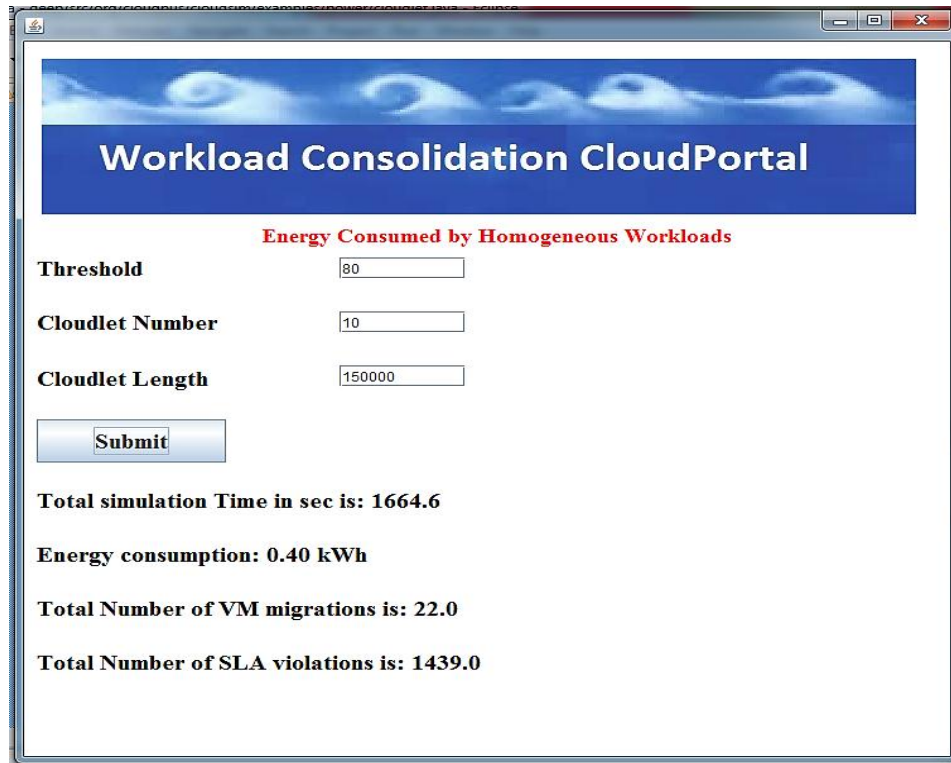 Workload Consolidation CloudPortal
Energy Consumed by Homogeneous Workloads
Threshold 80
Cloudlet Number 10
Cloudlet Length 150000
Submit
Total simulation Time in sec is: 1664.6
Energy consumption: 0.40 kWh
Total Number of VM migrations is: 22.0
Total Number of SLA violations is: 1439.0